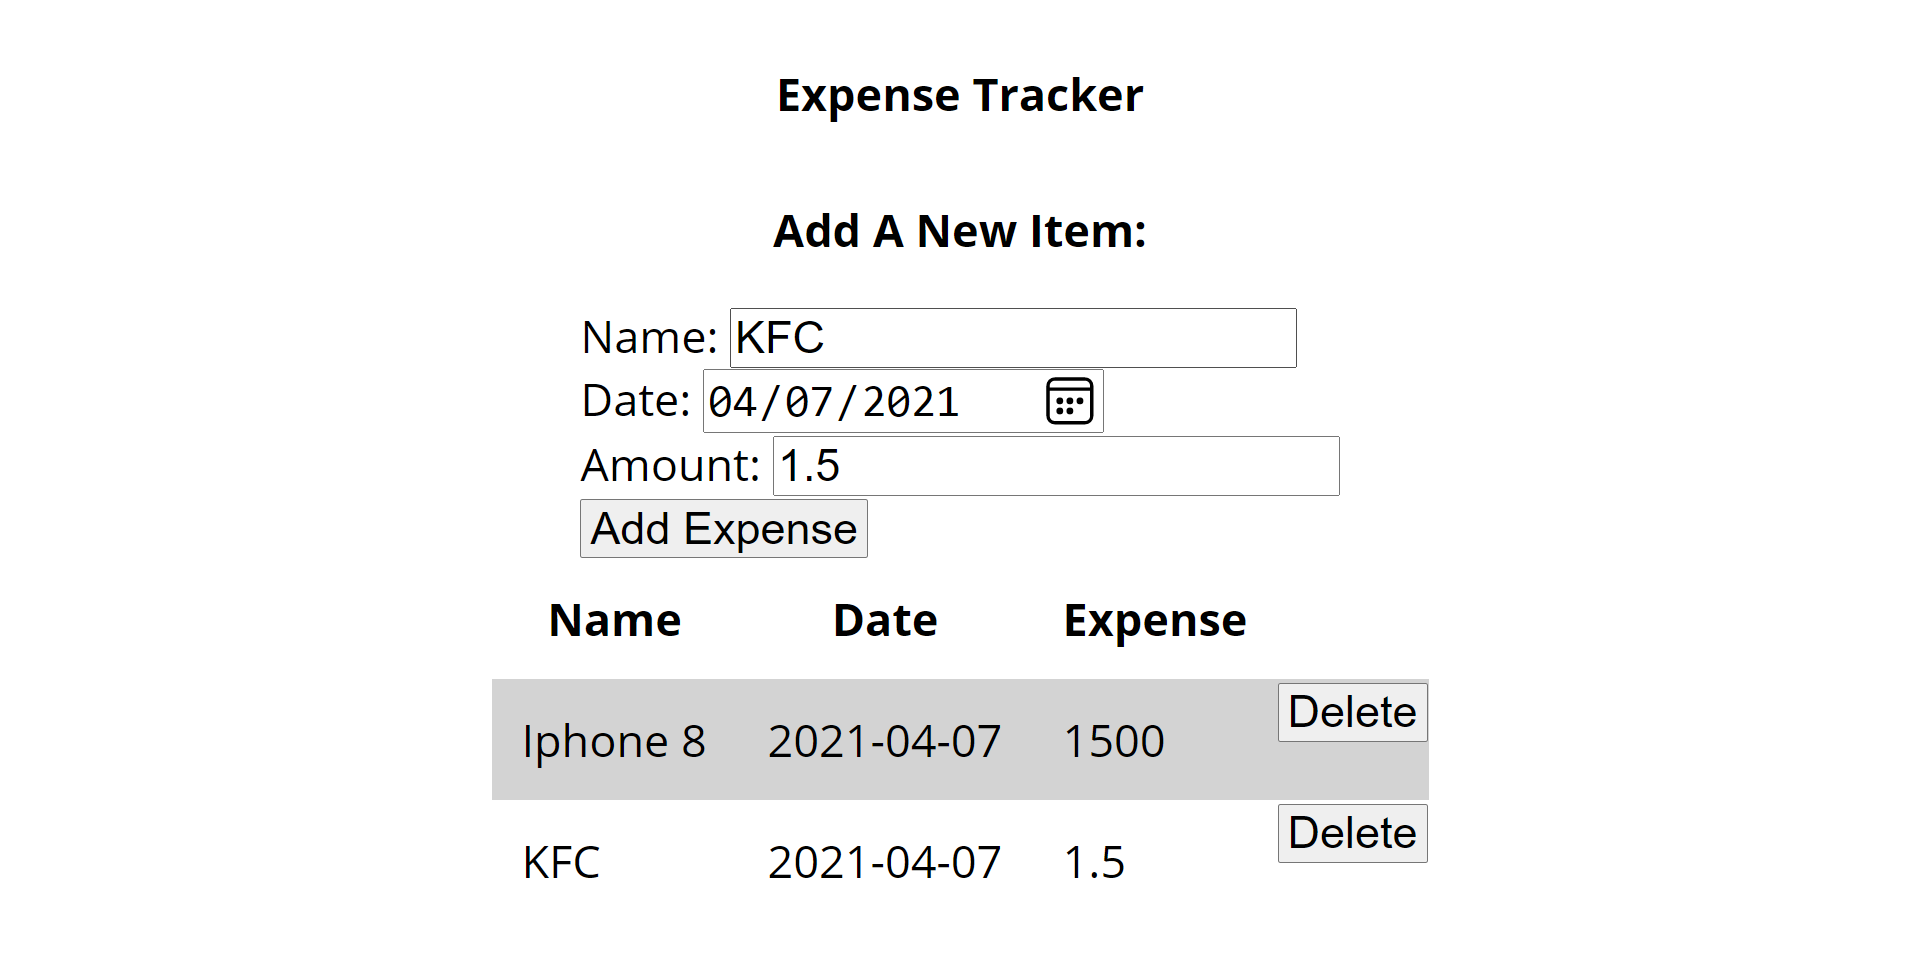 Expense Tracker
Add A New Item:
Name: KFC
Date: 04/07/2021
Amount: 1.5
Add Expense
Name Date Expense
Iphone 8 2021-04-07 1500 Delete
KFC 2021-04-07 1.5 Delete